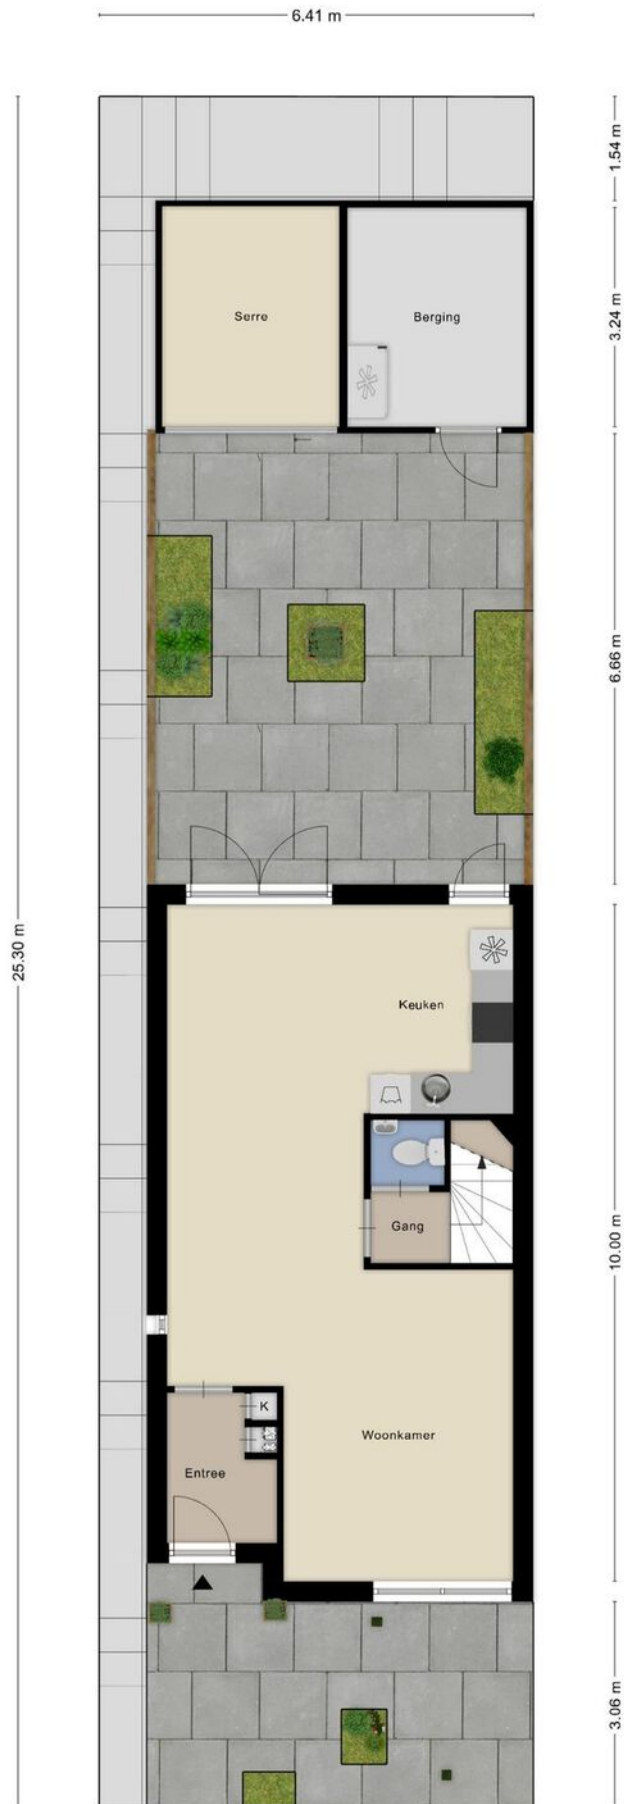 6.41 m
1.54 m
Serre
Berging
3.24 m
6.66 m
25.30 m
Keuken
Gang
10.00 m
K
Woonkamer
Entree
3.06 m